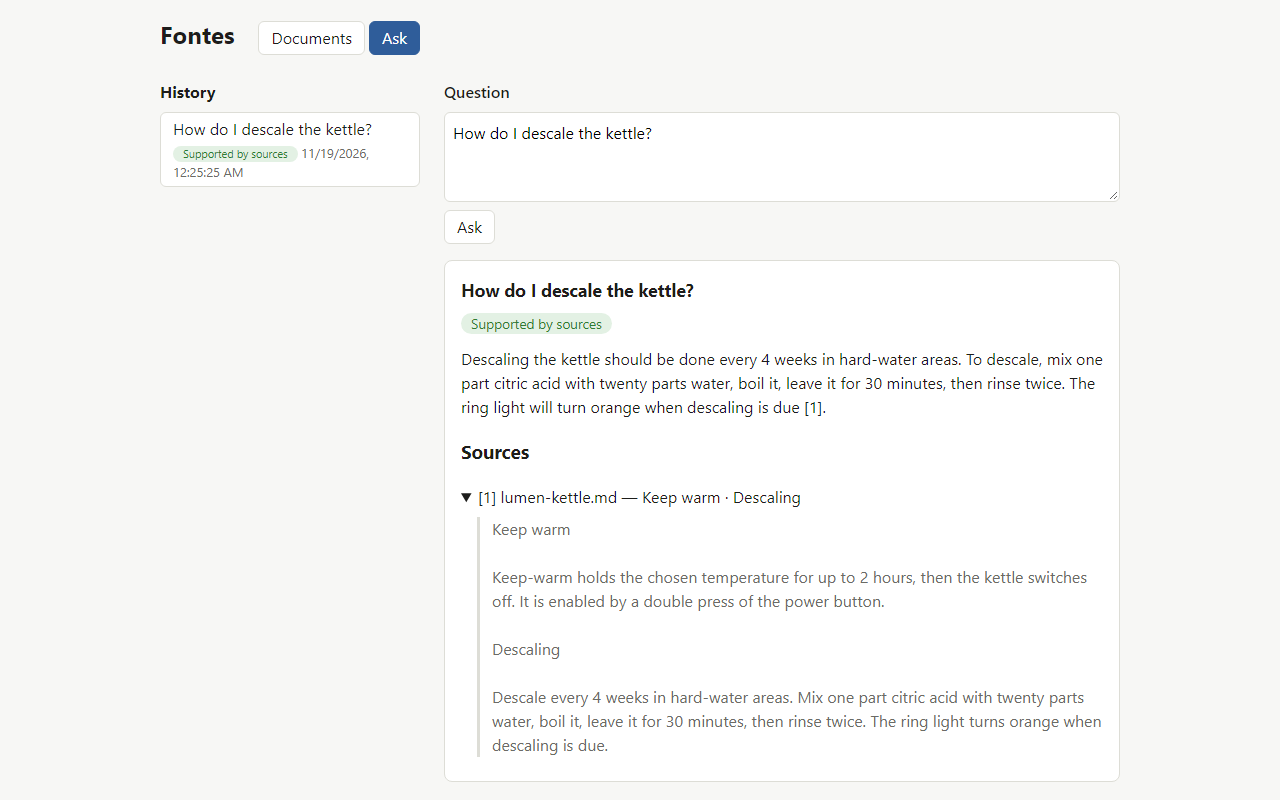 Fontes
Documents
Ask
History
How do I descale the kettle?
Supported by sources 11/19/2026,
12:25:25 AM
Question
How do I descale the kettle?
Ask
How do I descale the kettle?
Supported by sources
Descaling the kettle should be done every 4 weeks in hard-water areas. To descale, mix one
part citric acid with twenty parts water, boil it, leave it for 30 minutes, then rinse twice. The
ring light will turn orange when descaling is due [1].
Sources
▼ [1] lumen-kettle.md — Keep warm · Descaling
Keep warm
Keep-warm holds the chosen temperature for up to 2 hours, then the kettle switches
off. It is enabled by a double press of the power button.
Descaling
Descale every 4 weeks in hard-water areas. Mix one part citric acid with twenty parts
water, boil it, leave it for 30 minutes, then rinse twice. The ring light turns orange when
descaling is due.